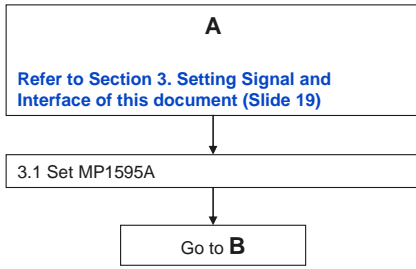 A
Refer to Section 3. Setting Signal and
Interface of this document (Slide 19)
3.1 Set MP1595A
Go to B